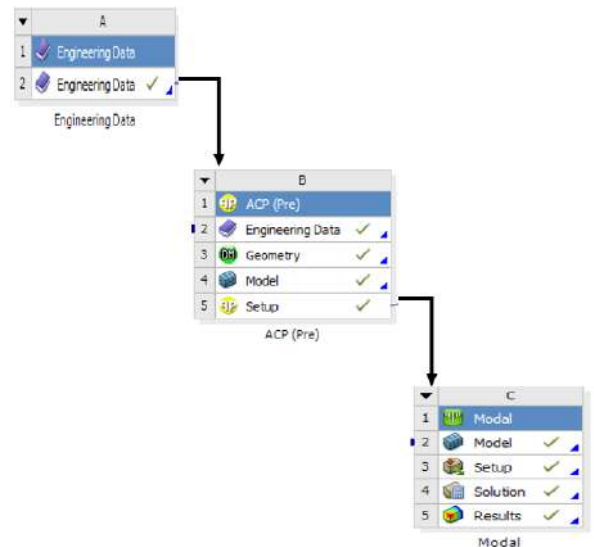 A
1 Engineering Data
2 Engineering Data
Engineering Data
B
1 ACP (Pre)
2 Engineering Data
3 Geometry
4 Model
5 Setup
ACP (Pre)
C
1 Modal
2 Model
3 Setup
4 Solution
5 Results
Modal